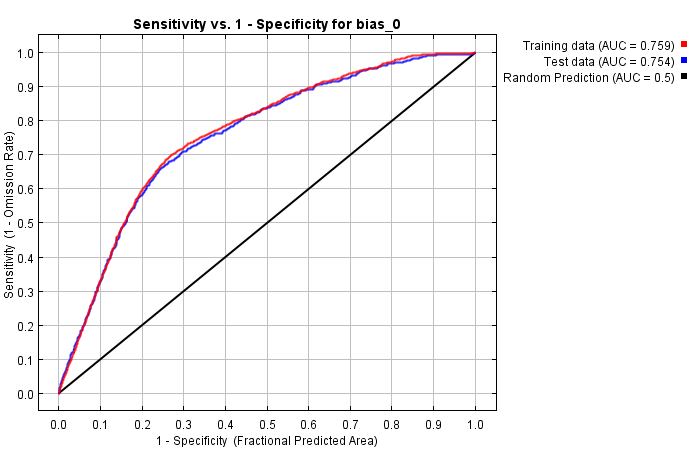 Sensitivity vs. 1 - Specificity for bias_0
Training data (AUC = 0.759)
Test data (AUC = 0.754)
Random Prediction (AUC = 0.5)
Sensitivity (1 - Omission Rate)
1.0
0.9
0.8
0.7
0.6
0.5
0.4
0.3
0.2
0.1
0.0
0.0 0.1 0.2 0.3 0.4 0.5 0.6 0.7 0.8 0.9 1.0
1 - Specificity (Fractional Predicted Area)